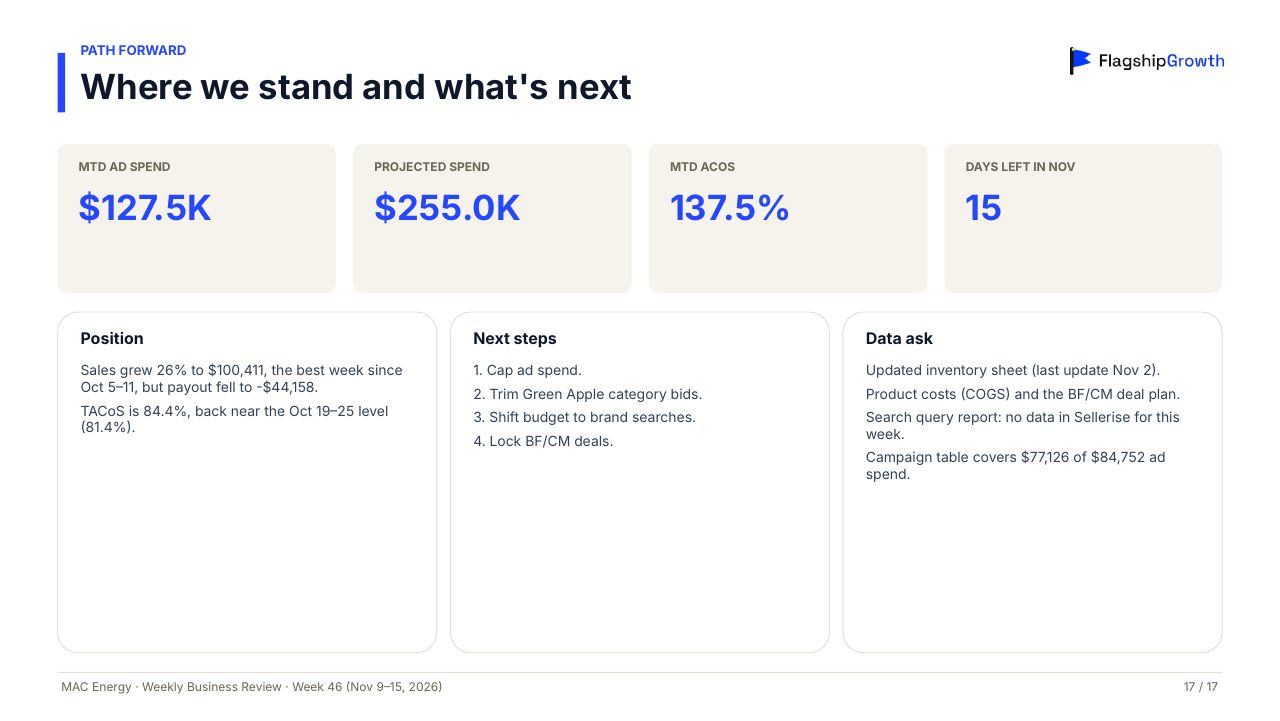 PATH FORWARD
Where we stand and what's next
FlagshipGrowth
MTD AD SPEND
$127.5K
PROJECTED SPEND
$255.0K
MTD ACOS
137.5%
DAYS LEFT IN NOV
15
Position
Sales grew 26% to $100,411, the best week since
Oct 5–11, but payout fell to -$44,158.
TACoS is 84.4%, back near the Oct 19–25 level
(81.4%).
Next steps
1. Cap ad spend.
2. Trim Green Apple category bids.
3. Shift budget to brand searches.
4. Lock BF/CM deals.
Data ask
Updated inventory sheet (last update Nov 2).
Product costs (COGS) and the BF/CM deal plan.
Search query report: no data in Sellerise for this
week.
Campaign table covers $77,126 of $84,752 ad
spend.
MAC Energy · Weekly Business Review · Week 46 (Nov 9–15, 2026)
17 / 17